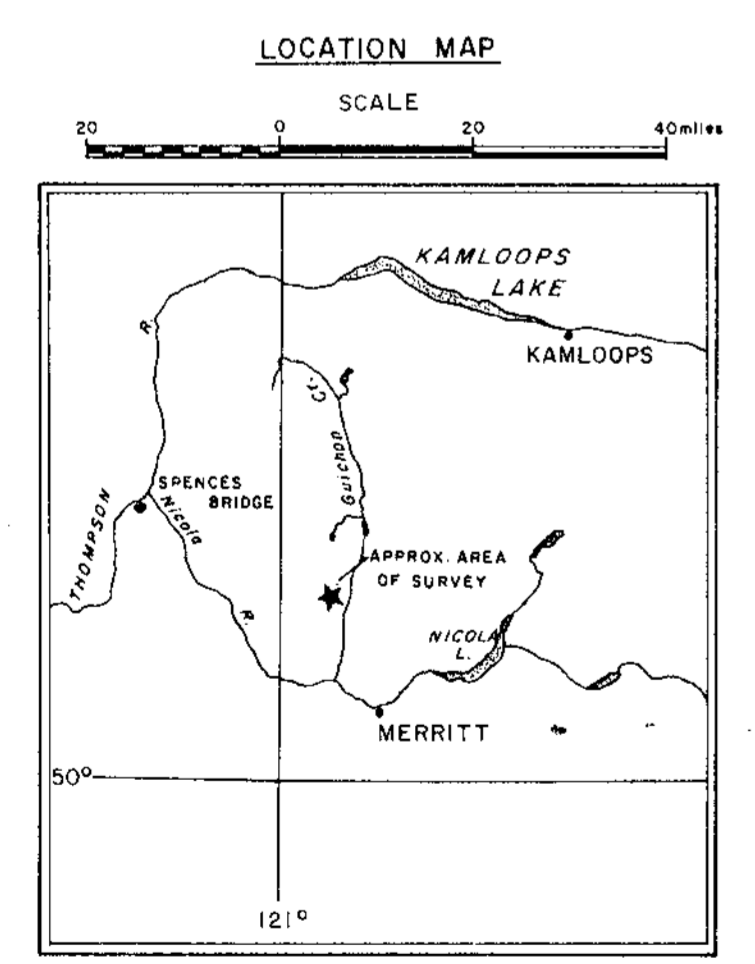 LOCATION MAP
SCALE
20 0 20 40miles
KAMLOOPS
LAKE
R.
KAMLOOPS
Cr.
Guichon
SPENCES
BRIDGE
THOMPSON
Nicola
R.
APPROX. AREA
OF SURVEY
NICOLA
L.
MERRITT
50°
121°